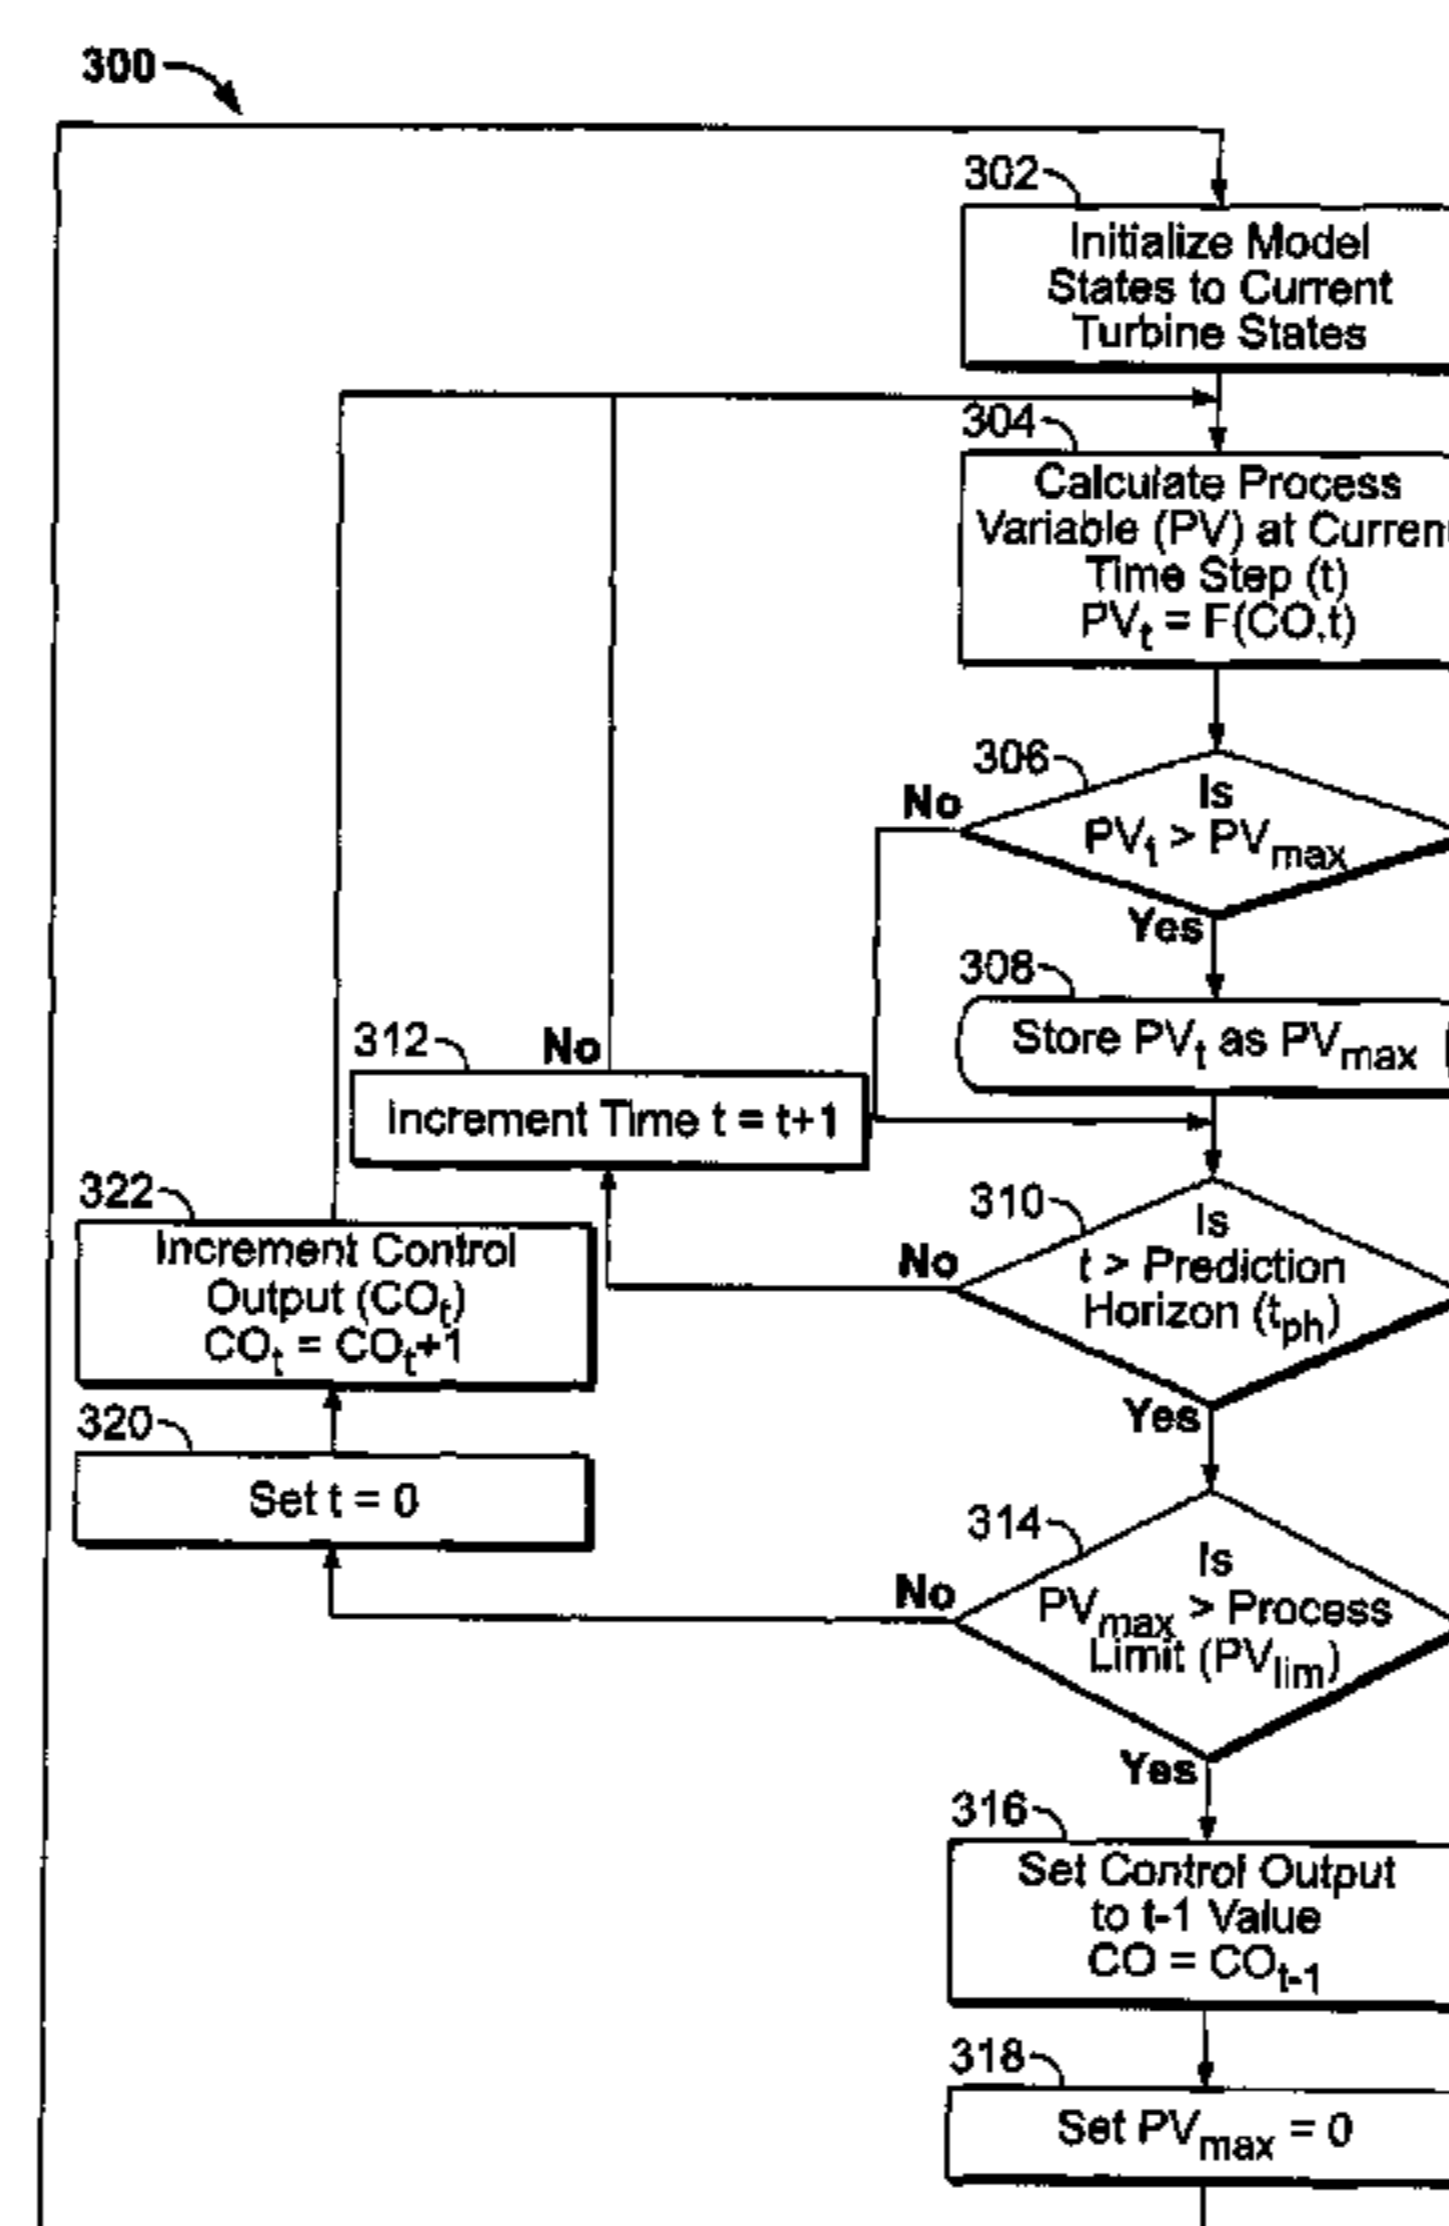 300
302
Initialize Model
States to Current
Turbine States
304
Calculate Process
Variable (PV) at Curren
Time Step (t)
PVt = F(CO,t)
306
Is
PVt > PVmax
No
Yes
308
Store PVt as PVmax
312
No
Increment Time t = t+1
310
Is
t > Prediction
Horizon (tph)
No
Yes
322
Increment Control
Output (COt)
COt = COt+1
320
Set t = 0
314
Is
PVmax > Process
Limit (PVlim)
No
Yes
316
Set Control Output
to t-1 Value
CO = COt-1
318
Set PVmax = 0